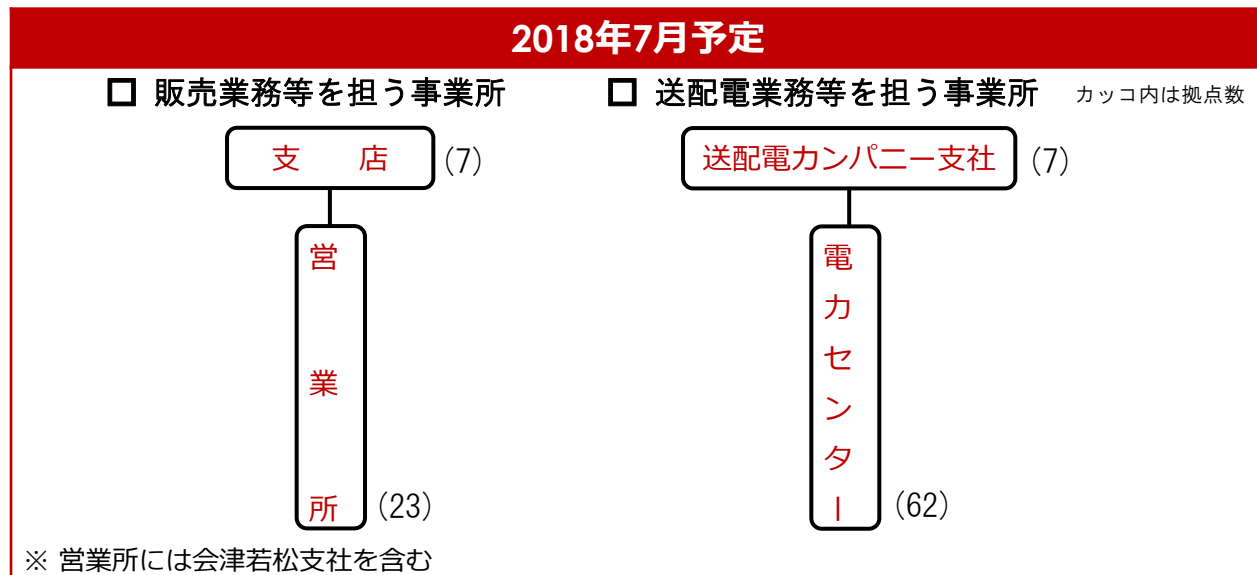 2018年7月予定
□ 販売業務等を担う事業所
□ 送配電業務等を担う事業所
カッコ内は拠点数
支 店
(7)
送配電カンパニー支社
(7)
営業所
(23)
電力センター
(62)
※ 営業所には会津若松支社を含む